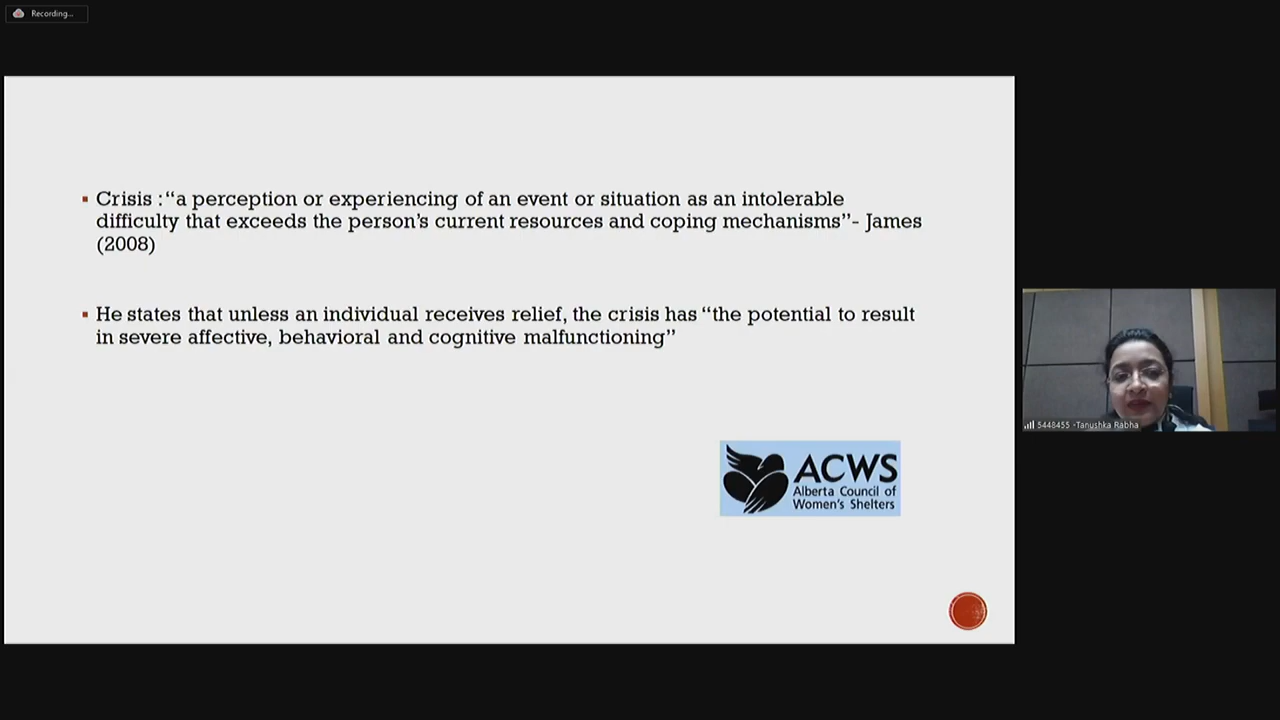 Recording...
Crisis : “a perception or experiencing of an event or situation as an intolerable
difficulty that exceeds the person’s current resources and coping mechanisms”- James
(2008)
He states that unless an individual receives relief, the crisis has “the potential to result
in severe affective, behavioral and cognitive malfunctioning”
ACWS
Alberta Council of
Women’s Shelters
5448455 -Tanushka Rabha